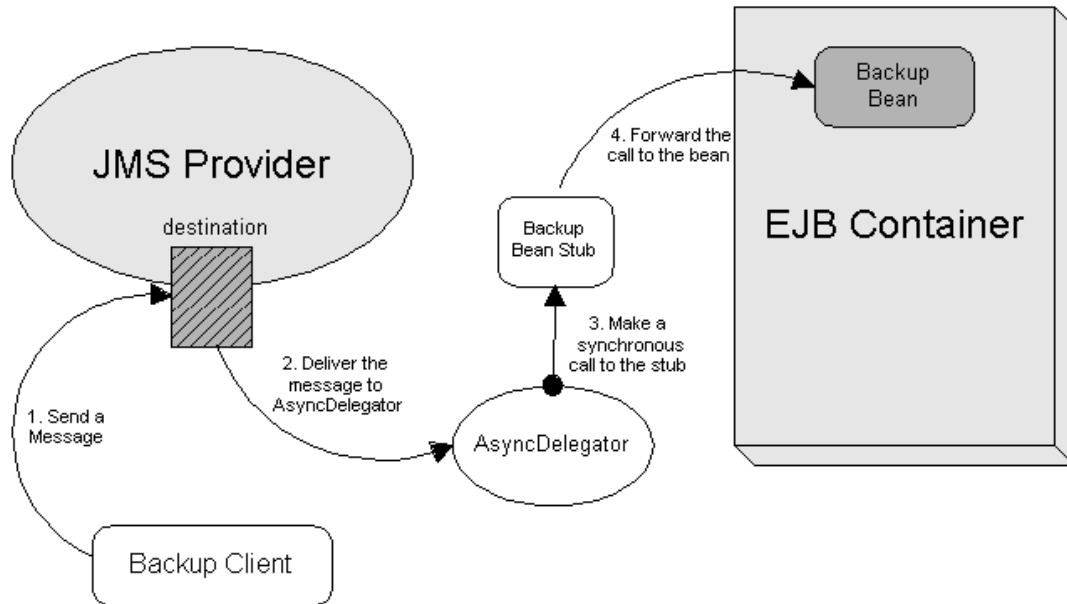 JMS Provider
destination
1. Send a
Message
2. Deliver the
message to
AsyncDelegator
Backup Client
AsyncDelegator
3. Make a
synchronous
call to the stub
Backup
Bean Stub
4. Forward the
call to the bean
Backup
Bean
EJB Container